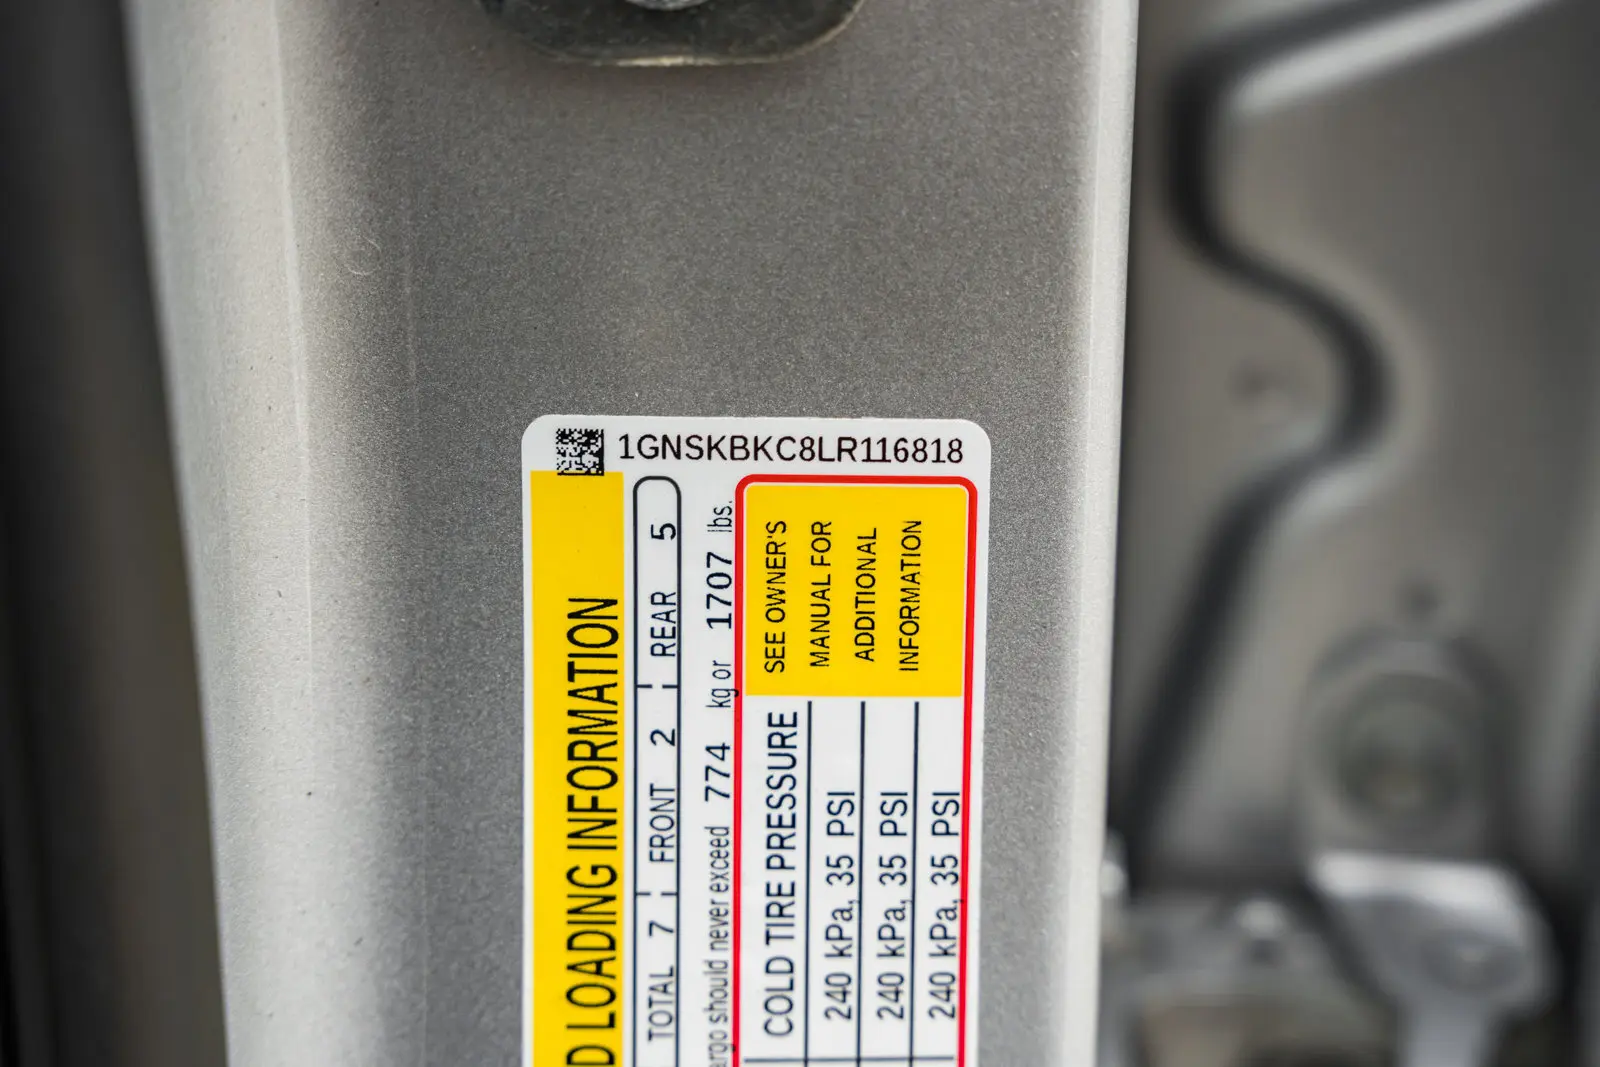 1GNSKBKC8LR116818
D LOADING INFORMATION
TOTAL 7 FRONT 2 REAR 5
should never exceed 774 kg or 1707 lbs.
COLD TIRE PRESSURE
240 kPa, 35 PSI
240 kPa, 35 PSI
240 kPa, 35 PSI
SEE OWNER'S
MANUAL FOR
ADDITIONAL
INFORMATION